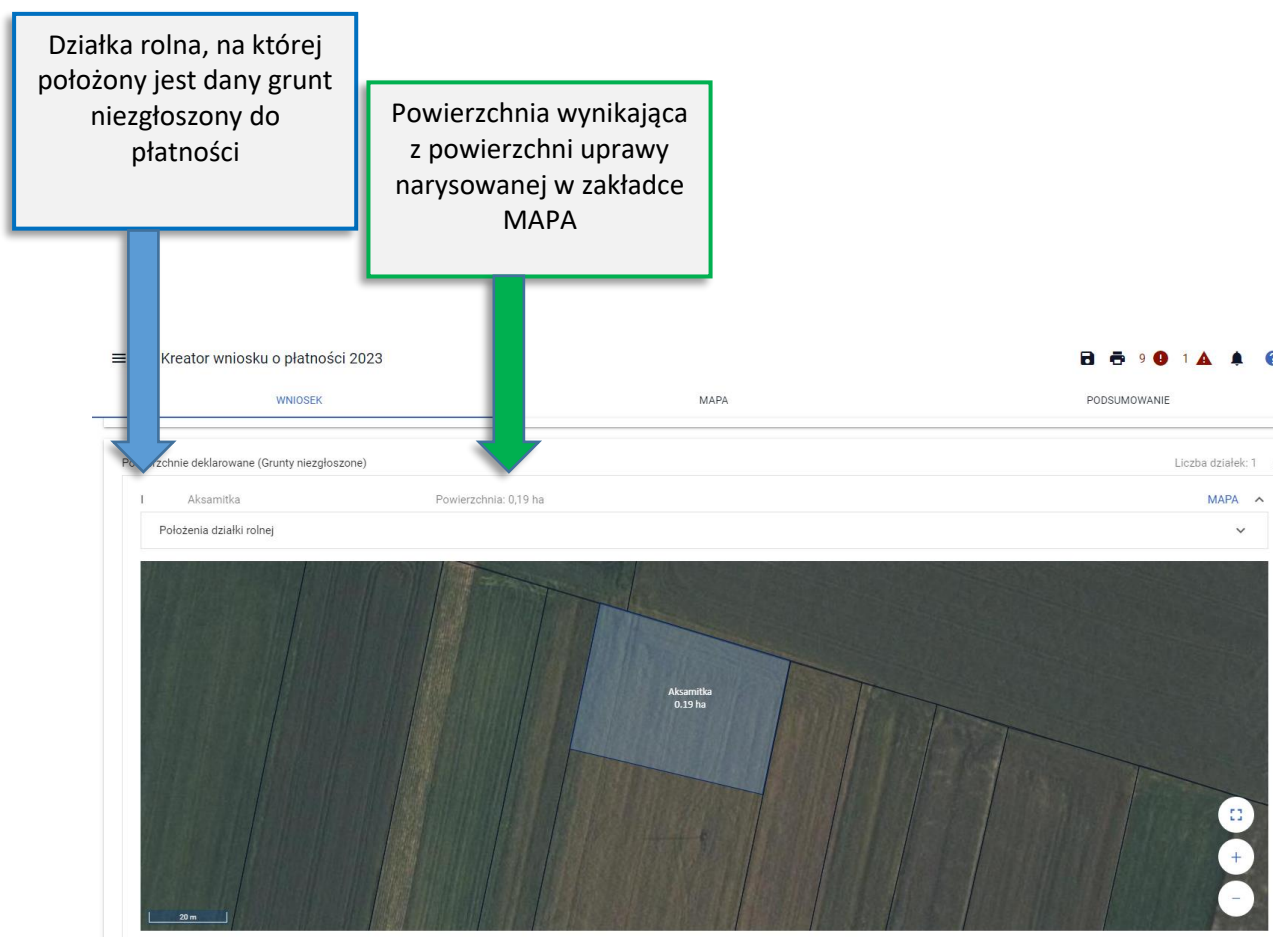 Działka rolna, na której
położony jest dany grunt
niezgłoszony do
płatności
Powierzchnia wynikająca
z powierzchni uprawy
narysowanej w zakładce
MAPA
Kreator wniosku o płatności 2023
9 1
WNIOSEK MAPA PODSUMOWANIE
deklarowane (Grunty niezgłoszone) Liczba działek: 1
I Aksamitka Powierzchnia: 0,19 ha MAPA
Położenia działki rolnej
Aksamitka
0.19 ha
20 m